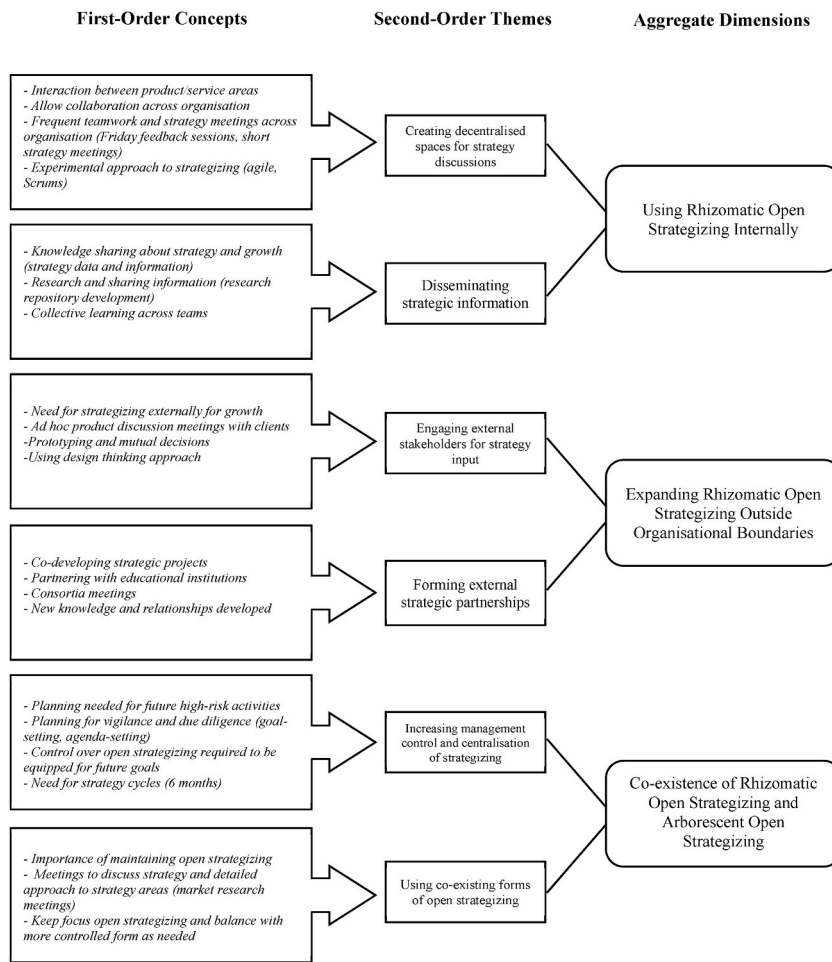 First-Order Concepts
Second-Order Themes
Aggregate Dimensions
- Interaction between product/service areas
- Allow collaboration across organisation
- Frequent teamwork and strategy meetings across
organisation (Friday feedback sessions, short
strategy meetings)
- Experimental approach to strategizing (agile,
Scrums)
Creating decentralised
spaces for strategy
discussions
Using Rhizomatic Open
Strategizing Internally
- Knowledge sharing about strategy and growth
(strategy data and information)
- Research and sharing information (research
repository development)
- Collective learning across teams
Disseminating
strategic information
- Need for strategizing externally for growth
- Ad hoc product discussion meetings with clients
-Prototyping and mutual decisions
-Using design thinking approach
Engaging external
stakeholders for strategy
input
Expanding Rhizomatic Open
Strategizing Outside
Organisational Boundaries
- Co-developing strategic projects
- Partnering with educational institutions
- Consortia meetings
- New knowledge and relationships developed
Forming external
strategic partnerships
- Planning needed for future high-risk activities
- Planning for vigilance and due diligence (goal-
setting, agenda-setting)
- Control over open strategizing required to be
equipped for future goals
- Need for strategy cycles (6 months)
Increasing management
control and centralisation
of strategizing
Co-existence of Rhizomatic
Open Strategizing and
Arborescent Open
Strategizing
- Importance of maintaining open strategizing
- Meetings to discuss strategy and detailed
approach to strategy areas (market research
meetings)
- Keep focus open strategizing and balance with
more controlled form as needed
Using co-existing forms
of open strategizing